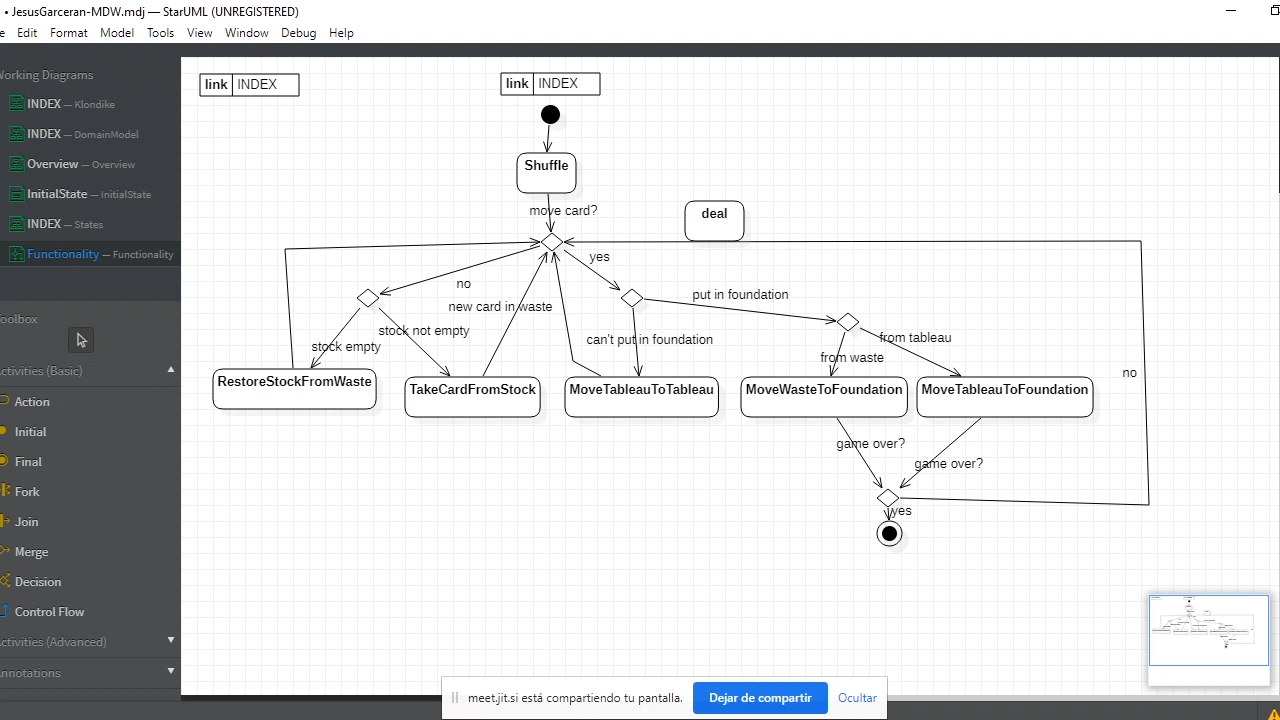 • JesusGarceran-MDW.mdj — StarUML (UNREGISTERED)
e Edit Format Model Tools View Window Debug Help
Vorking Diagrams
INDEX — Klondike
INDEX — DomainModel
Overview — Overview
InitialState — InitialState
INDEX — States
Functionality — Functionality
oolbox
ctivities (Basic)
Action
Initial
Final
Fork
Join
Merge
Decision
Control Flow
ctivities (Advanced)
nnotations
link INDEX
link INDEX
Shuffle
move card?
deal
yes
no
put in foundation
new card in waste
stock not empty
can't put in foundation
from tableau
stock empty
from waste
no
RestoreStockFromWaste
TakeCardFromStock
MoveTableauToTableau
MoveWasteToFoundation
MoveTableauToFoundation
game over?
game over?
yes
meet.jit.si está compartiendo tu pantalla.
Dejar de compartir
Ocultar